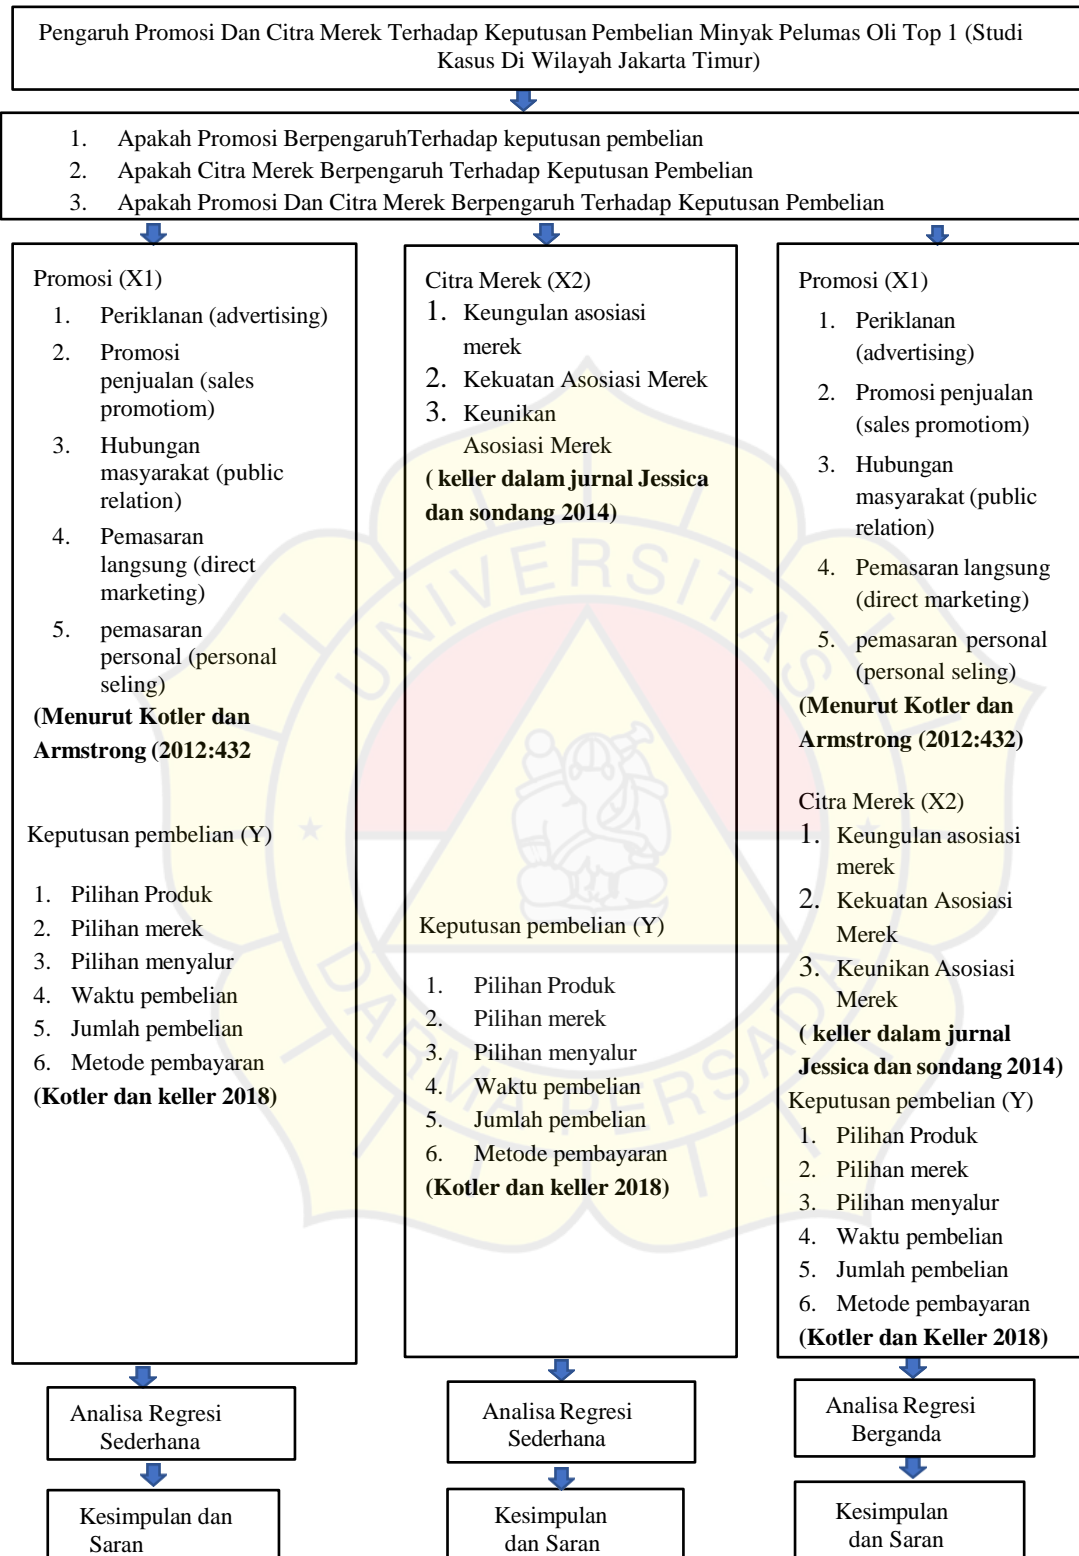 Pengaruh Promosi Dan Citra Merek Terhadap Keputusan Pembelian Minyak Pelumas Oli Top 1 (Studi
Kasus Di Wilayah Jakarta Timur)
1. Apakah Promosi BerpengaruhTerhadap keputusan pembelian
2. Apakah Citra Merek Berpengaruh Terhadap Keputusan Pembelian
3. Apakah Promosi Dan Citra Merek Berpengaruh Terhadap Keputusan Pembelian
Promosi (X1)
1. Periklanan (advertising)
2. Promosi
penjualan (sales
promotiom)
3. Hubungan
masyarakat (public
relation)
4. Pemasaran
langsung (direct
marketing)
5. pemasaran
personal (personal
seling)
(Menurut Kotler dan
Armstrong (2012:432
Keputusan pembelian (Y)
1. Pilihan Produk
2. Pilihan merek
3. Pilihan menyalur
4. Waktu pembelian
5. Jumlah pembelian
6. Metode pembayaran
(Kotler dan keller 2018)
Analisa Regresi
Sederhana
Kesimpulan dan
Saran
Citra Merek (X2)
1. Keungulan asosiasi
merek
2. Kekuatan Asosiasi Merek
3. Keunikan
Asosiasi Merek
( keller dalam jurnal Jessica
dan sondang 2014)
Keputusan pembelian (Y)
1. Pilihan Produk
2. Pilihan merek
3. Pilihan menyalur
4. Waktu pembelian
5. Jumlah pembelian
6. Metode pembayaran
(Kotler dan keller 2018)
Analisa Regresi
Sederhana
Kesimpulan
dan Saran
Promosi (X1)
1. Periklanan
(advertising)
2. Promosi penjualan
(sales promotiom)
3. Hubungan
masyarakat (public
relation)
4. Pemasaran langsung
(direct marketing)
5. pemasaran personal
(personal seling)
(Menurut Kotler dan
Armstrong (2012:432)
Citra Merek (X2)
1. Keungulan asosiasi
merek
2. Kekuatan Asosiasi
Merek
3. Keunikan Asosiasi
Merek
( keller dalam jurnal
Jessica dan sondang 2014)
Keputusan pembelian (Y)
1. Pilihan Produk
2. Pilihan merek
3. Pilihan menyalur
4. Waktu pembelian
5. Jumlah pembelian
6. Metode pembayaran
(Kotler dan Keller 2018)
Analisa Regresi
Berganda
Kesimpulan
dan Saran
UNIVERSITAS
DARMA PERSADA